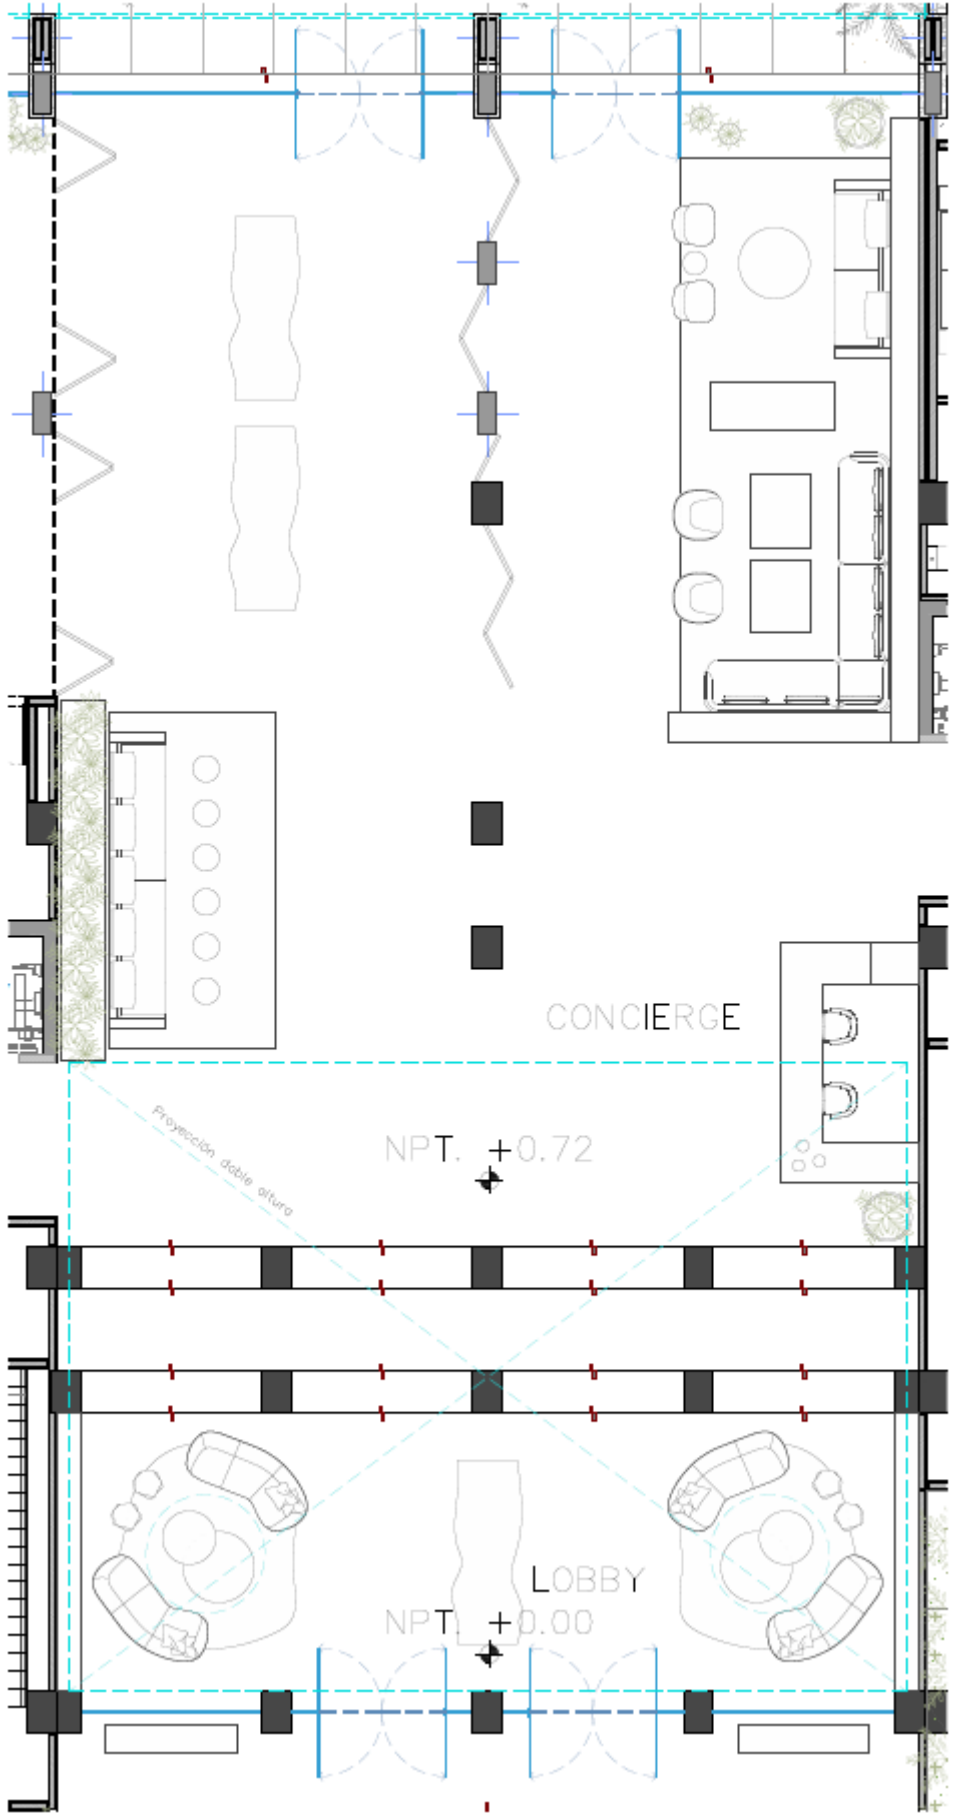 CONCIERGE
Proyección doble altura
NPT. +0.72
LOBBY
NPT. +0.00